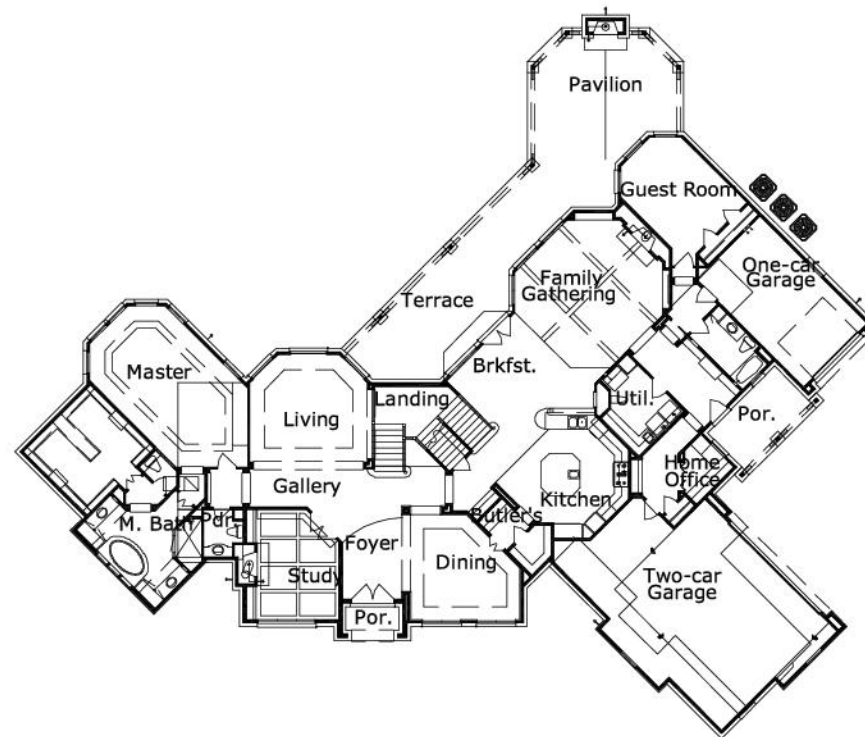 Pavilion
Guest Room
One-car
Garage
Family
Gathering
Terrace
Brkfst.
Master
Landing
Living
Util.
Por.
Home
Office
Gallery
Kitchen
M. Bath
Pdr.
Butler's
Foyer
Study
Dining
Two-car
Garage
Por.